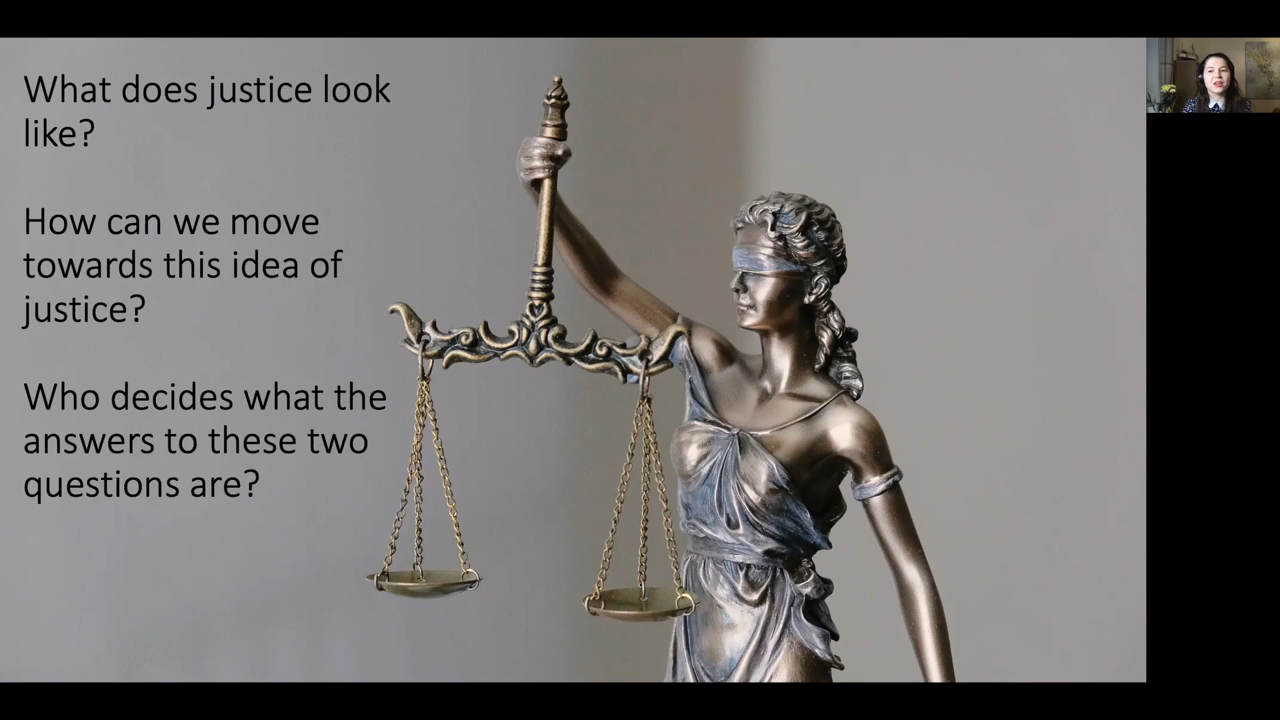 What does justice look
like?
How can we move
towards this idea of
justice?
Who decides what the
answers to these two
questions are?